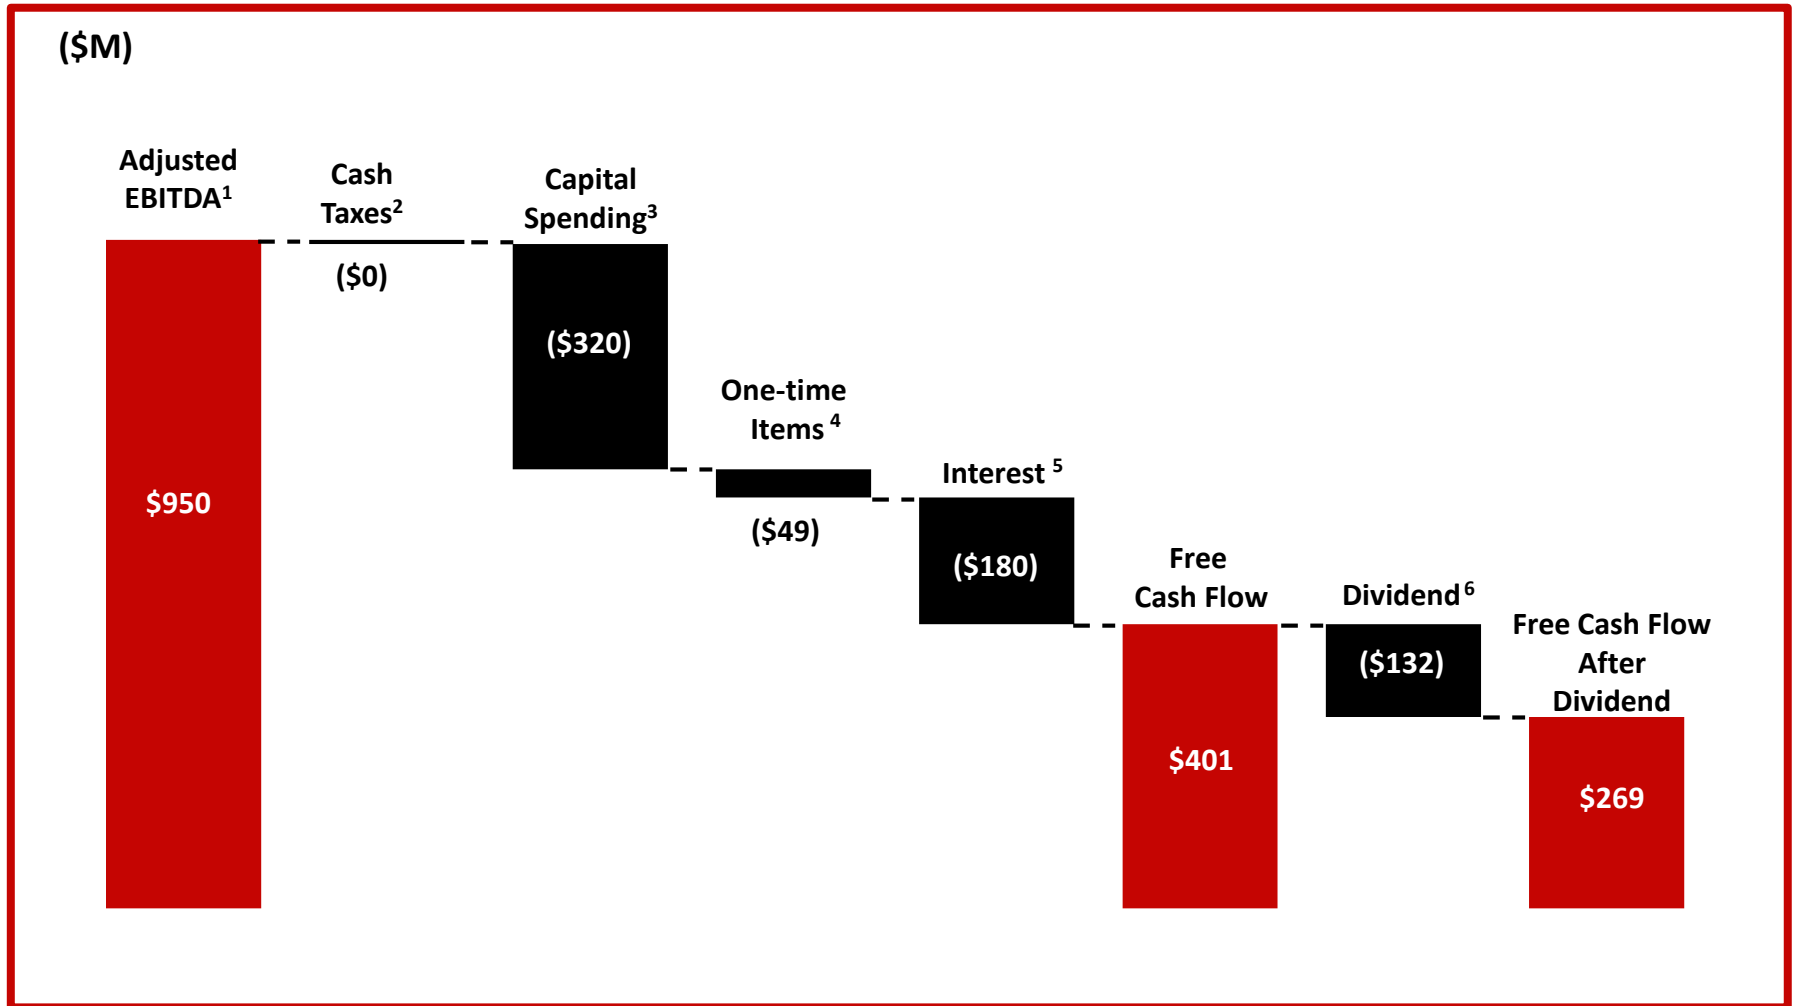 ($M)
Adjusted
EBITDA¹
$950
Cash
Taxes²
($0)
Capital
Spending³
($320)
One-time
Items ⁴
($49)
Interest ⁵
($180)
Free
Cash Flow
$401
Dividend ⁶
($132)
Free Cash Flow
After
Dividend
$269